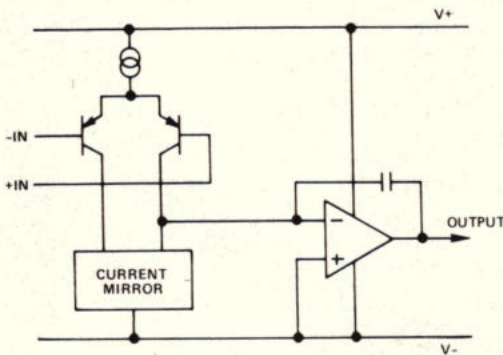 V+
-IN
+IN
−
+
OUTPUT
CURRENT
MIRROR
V-